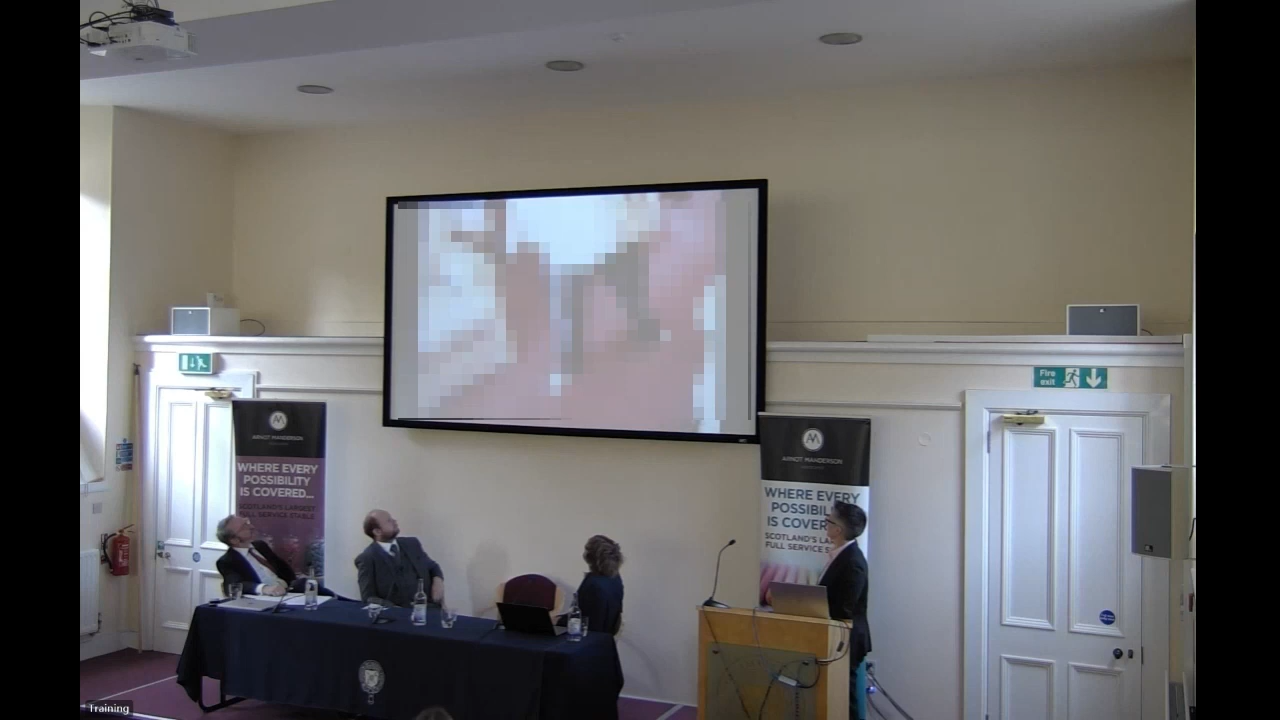 Fire
exit
ARNOT MANDERSON
WHERE EVERY
POSSIBILITY
IS COVERED...
SCOTLAND'S LARGEST
FULL SERVICE STABLE
ARNOT MANDERSON
WHERE EVERY
POSSIBIL
IS COVER
SCOTLAND'S LA
FULL SERVICE S
Training